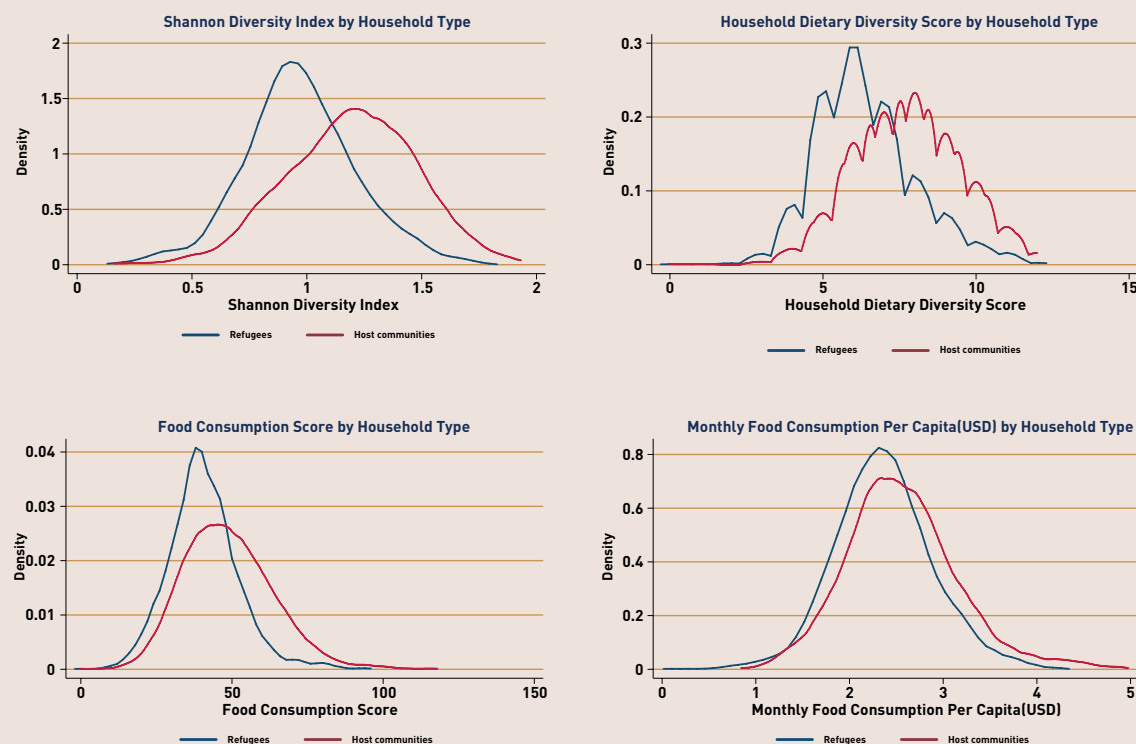 Shannon Diversity Index by Household Type
2
1.5
1
0.5
0
Density
0 0.5 1 1.5 2
Shannon Diversity Index
Refugees Host communities
Household Dietary Diversity Score by Household Type
0.3
0.2
0.1
0
Density
0 5 10 15
Household Dietary Diversity Score
Refugees Host communities
Food Consumption Score by Household Type
0.04
0.03
0.02
0.01
0
Density
0 50 100 150
Food Consumption Score
Refugees Host communities
Monthly Food Consumption Per Capita(USD) by Household Type
0.8
0.6
0.4
0.2
0
Density
0 1 2 3 4 5
Monthly Food Consumption Per Capita(USD)
Refugees Host communities